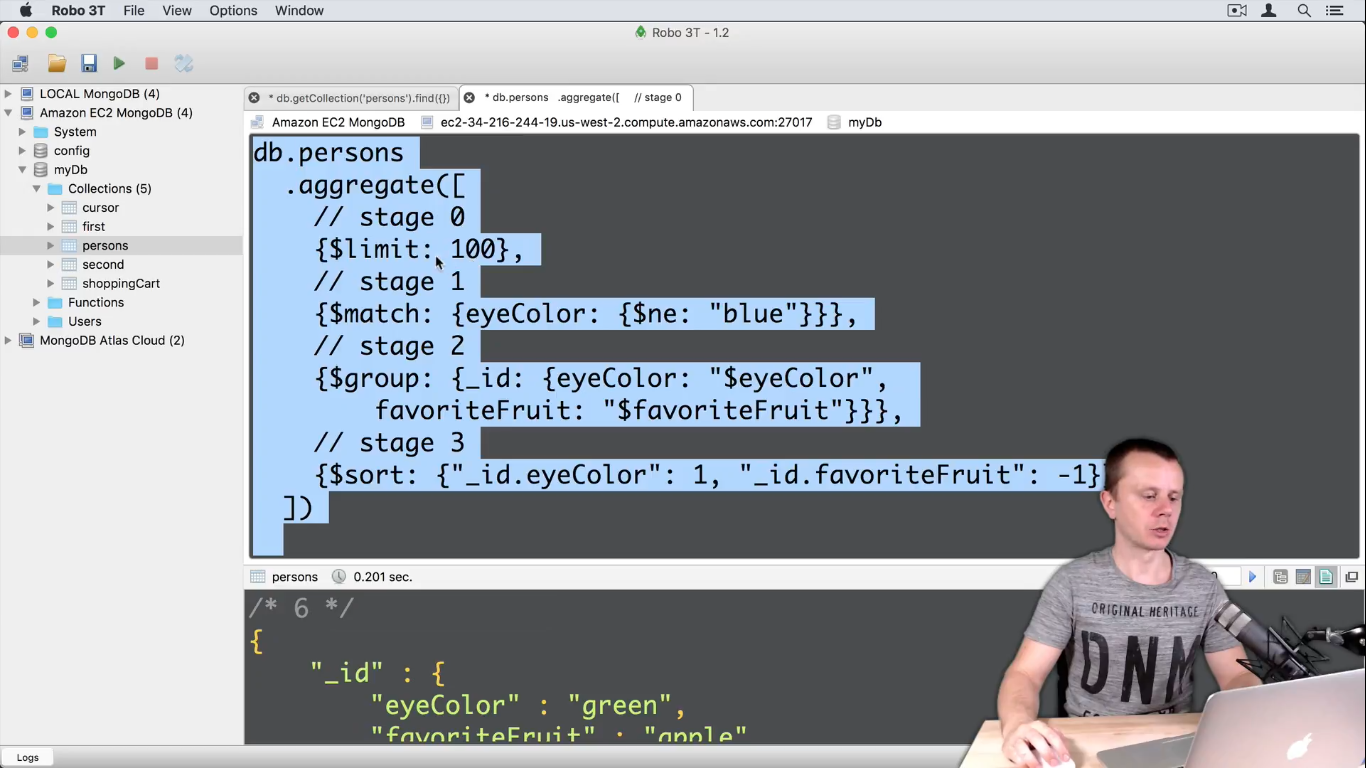 Robo 3T File View Options Window
Robo 3T - 1.2
LOCAL MongoDB (4)
Amazon EC2 MongoDB (4)
System
config
myDb
Collections (5)
cursor
first
persons
second
shoppingCart
Functions
Users
MongoDB Atlas Cloud (2)
* db.getCollection('persons').find({}) * db.persons .aggregate([ // stage 0
Amazon EC2 MongoDB ec2-34-216-244-19.us-west-2.compute.amazonaws.com:27017 myDb
db.persons
.aggregate([
// stage 0
{$limit: 100},
// stage 1
{$match: {eyeColor: {$ne: "blue"}}},
// stage 2
{$group: {_id: {eyeColor: "$eyeColor",
favoriteFruit: "$favoriteFruit"}}},
// stage 3
{$sort: {"_id.eyeColor": 1, "_id.favoriteFruit": -1}
])
persons 0.201 sec.
/* 6 */
{
"_id" : {
"eyeColor" : "green",
"favoriteFruit" : "apple"
Logs
ORIGINAL HERITAGE
DNM